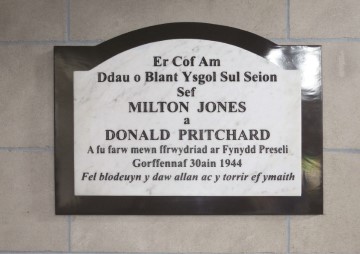 Er Cof Am
Ddau o Blant Ysgol Sul Seion
Sef
MILTON JONES
a
DONALD PRITCHARD
A fu farw mewn ffrwydriad ar Fynydd Preseli
Gorffennaf 30ain 1944
Fel blodeuyn y daw allan ac y torrir ef ymaith